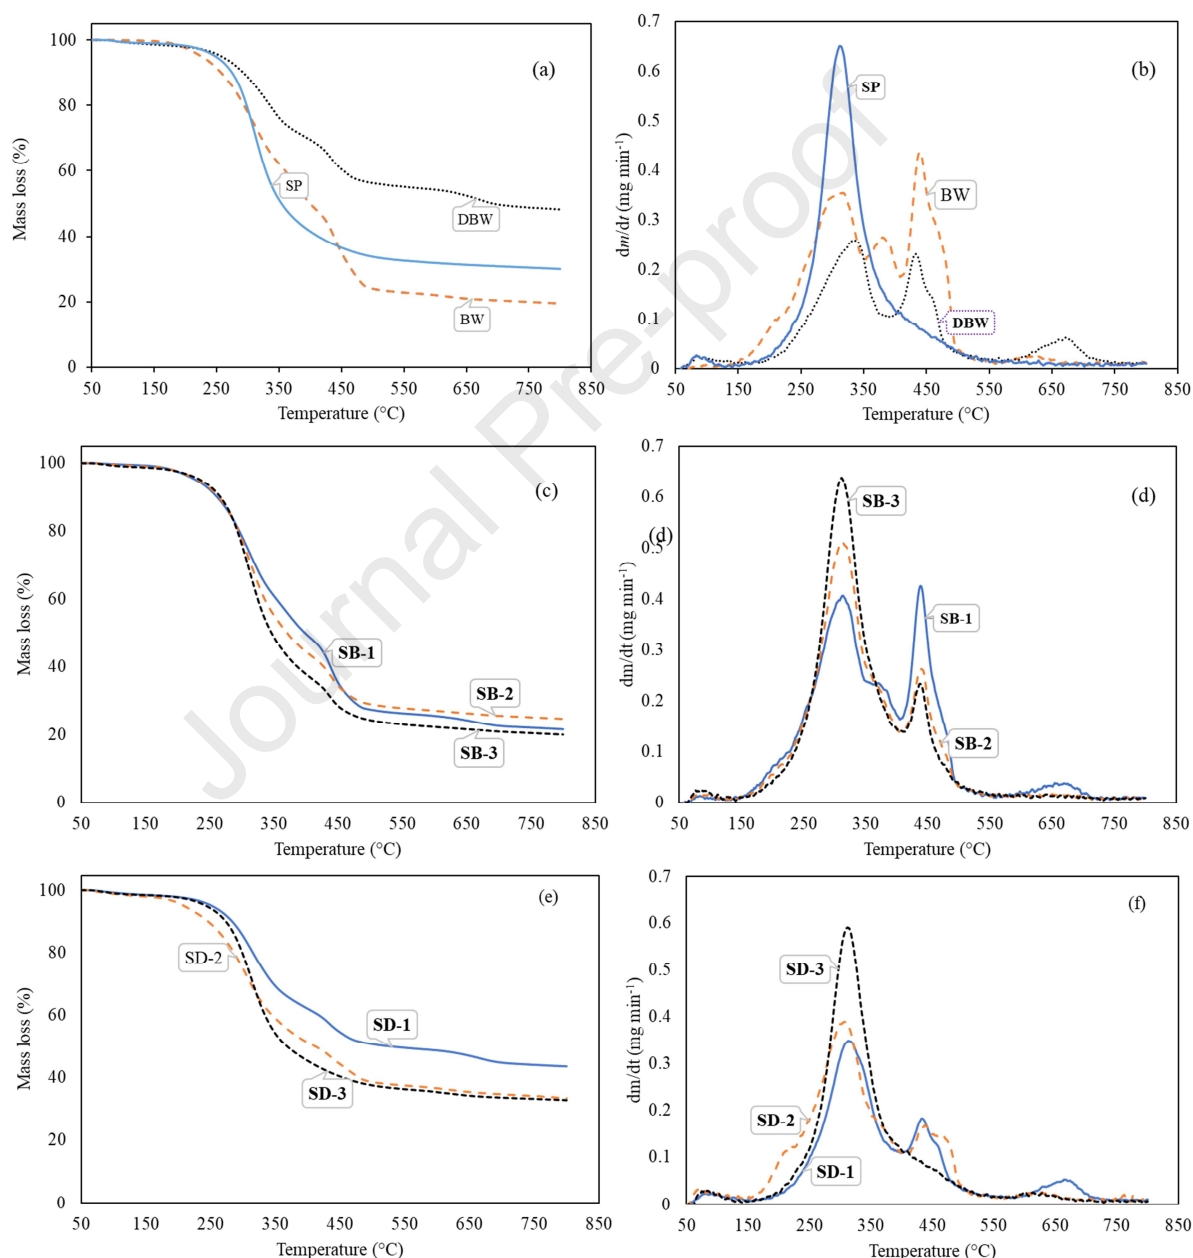 (a)
Mass loss (%)
100
80
60
40
20
0
SP
DBW
BW
50 150 250 350 450 550 650 750 850
Temperature (°C)
(b)
dm/dt (mg min-1)
0.7
0.6
0.5
0.4
0.3
0.2
0.1
0
SP
BW
DBW
50 150 250 350 450 550 650 750 850
Temperature (°C)
(c)
Mass loss (%)
100
80
60
40
20
0
SB-1
SB-2
SB-3
50 150 250 350 450 550 650 750 850
Temperature (°C)
(d)
(d)
dm/dt (mg min-1)
0.7
0.6
0.5
0.4
0.3
0.2
0.1
0
SB-3
SB-1
SB-2
50 150 250 350 450 550 650 750 850
Temperature (°C)
(e)
Mass loss (%)
100
80
60
40
20
0
SD-2
SD-1
SD-3
50 150 250 350 450 550 650 750 850
Temperature (°C)
(f)
dm/dt (mg min-1)
0.7
0.6
0.5
0.4
0.3
0.2
0.1
0
SD-3
SD-2
SD-1
50 150 250 350 450 550 650 750 850
Temperature (°C)
Journal Pre-proof